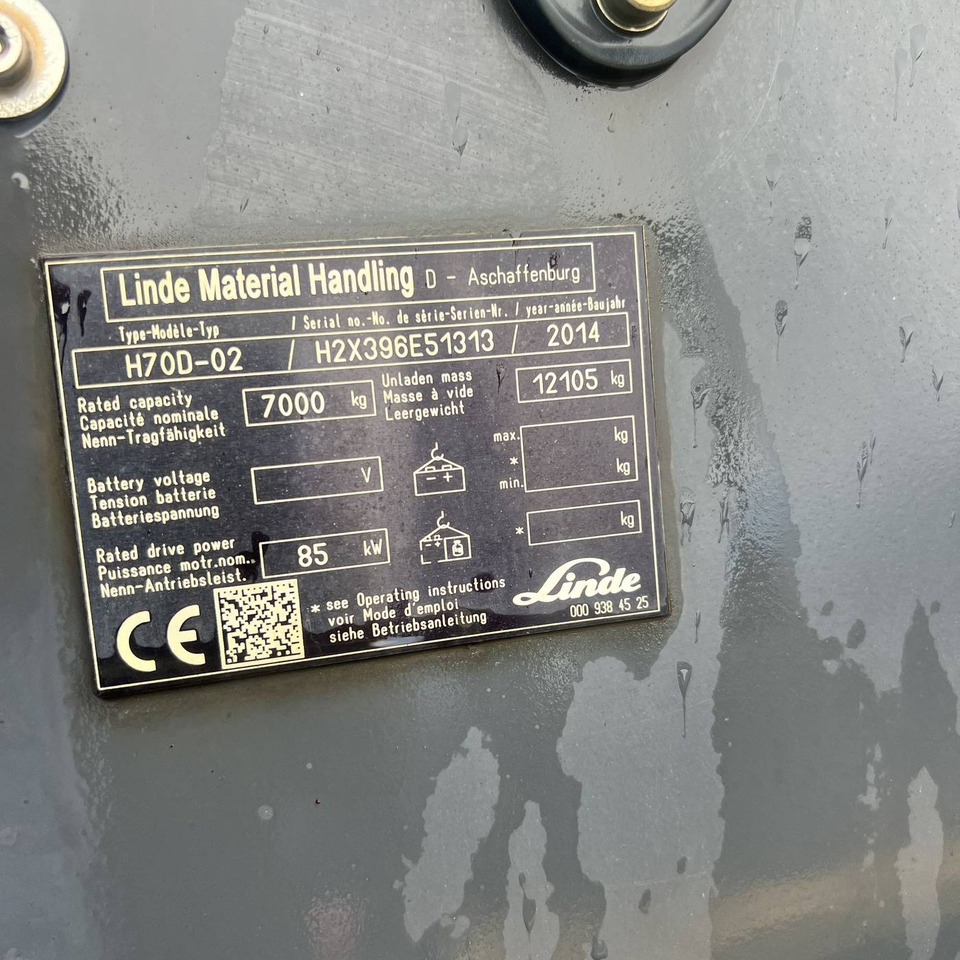 Linde Material Handling D - Aschaffenburg
Type-Modèle-Typ / Serial no.-No. de série-Serien-Nr. / year-année-Baujahr
H70D-02 / H2X396E51313 / 2014
Rated capacity
Capacité nominale
Nenn-Tragfähigkeit
7000 kg
Unladen mass
Masse à vide
Leergewicht
12105 kg
Battery voltage
Tension batterie
Batteriespannung
V
- +
max. kg
*
min. kg
Rated drive power
Puissance motr.nom.
Nenn-Antriebsleist.
85 kW
- +
* kg
CE
* see Operating instructions
voir Mode d'emploi
siehe Betriebsanleitung
Linde
000 938 45 25